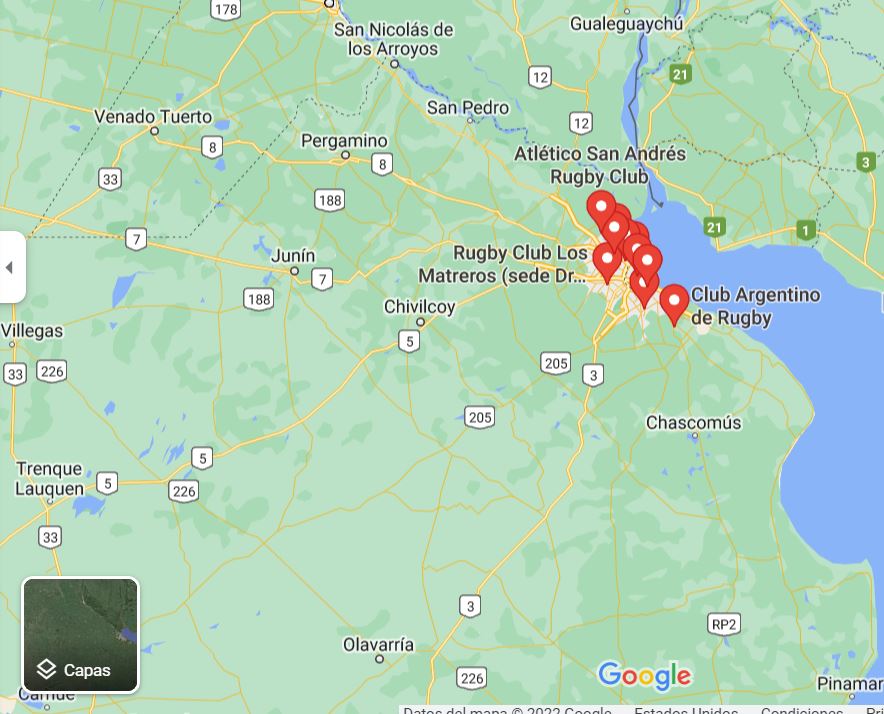 178
San Nicolás de
los Arroyos
Gualeguaychú
12
21
Venado Tuerto
San Pedro
12
Pergamino
8
8
Atlético San Andrés
Rugby Club
3
33
188
21
1
7
Junín
7
Rugby Club Los
Matreros (sede Dr...
188
Chivilcoy
Club Argentino
de Rugby
Villegas
5
205
33
226
3
205
Chascomús
5
Trenque
Lauquen
5
226
33
3
RP2
Olavarría
Capas
226
Google
Pinamar
Datos del mapa © 2022 Google
Estados Unidos
Condiciones